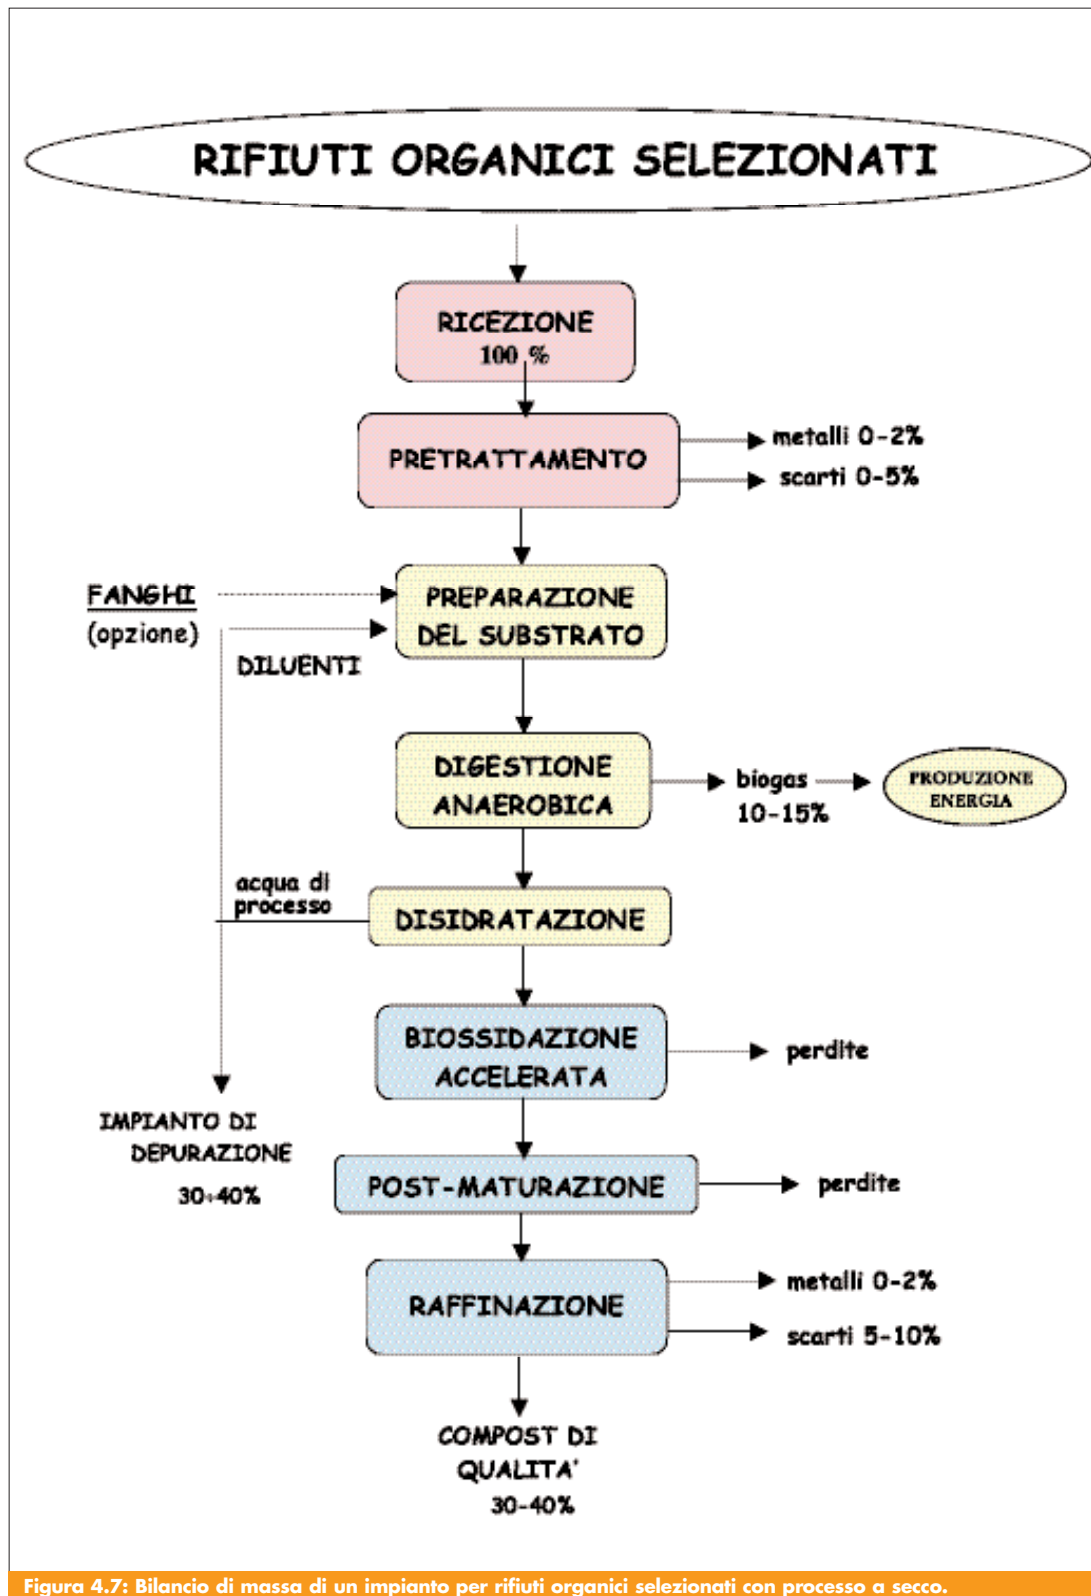 RIFIUTI ORGANICI SELEZIONATI
RICEZIONE
100 %
PRETRATTAMENTO
metalli 0-2%
scarti 0-5%
FANGHI
(opzione)
PREPARAZIONE
DEL SUBSTRATO
DILUENTI
DIGESTIONE
ANAEROBICA
biogas
10-15%
PRODUZIONE
ENERGIA
acqua di
processo
DISIDRATAZIONE
BIOSSIDAZIONE
ACCELERATA
perdite
IMPIANTO DI
DEPURAZIONE
30÷40%
POST-MATURAZIONE
perdite
RAFFINAZIONE
metalli 0-2%
scarti 5-10%
COMPOST DI
QUALITA'
30-40%
Figura 4.7: Bilancio di massa di un impianto per rifiuti organici selezionati con processo a secco.